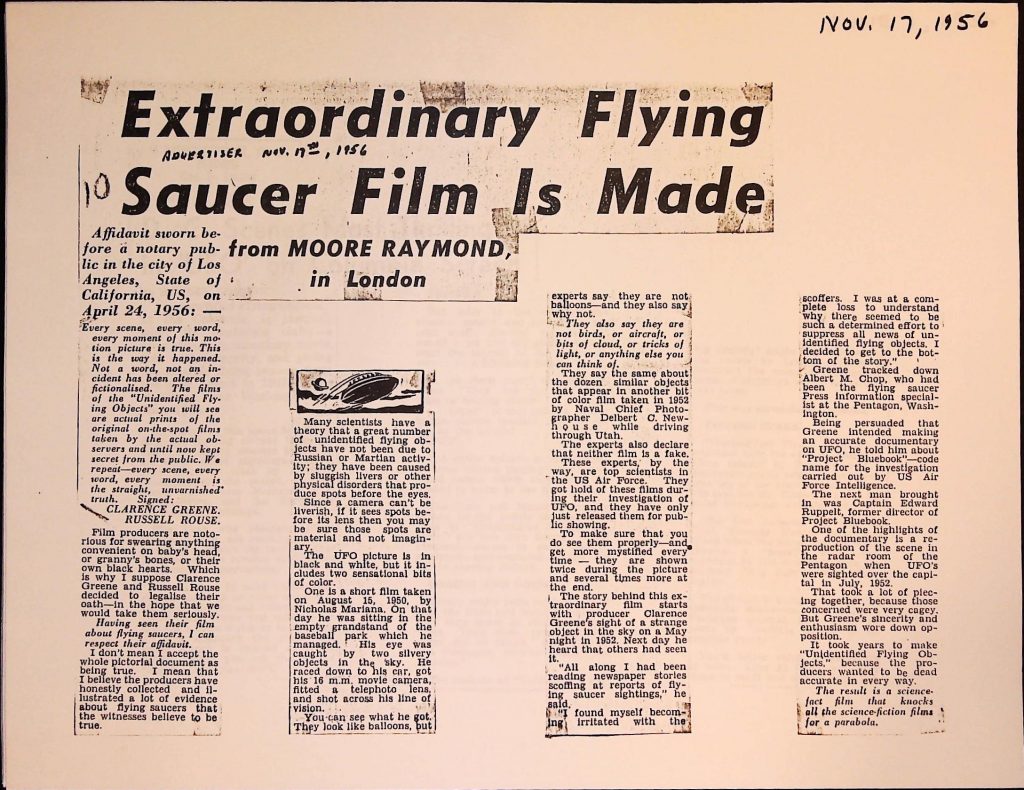 NOV. 17, 1956
Extraordinary Flying
ADVERTISER NOV. 17TH, 1956
10 Saucer Film Is Made
from MOORE RAYMOND,
in London
Affidavit sworn be-
fore a notary pub-
lic in the city of Los
Angeles, State of
California, US, on
April 24, 1956: —
Every scene, every word,
every moment of this mo-
tion picture is true. This
is the way it happened.
Not a word, not an in-
cident has been altered or
fictionalised. The films
of the "Unidentified Fly-
ing Objects" you will see
are actual prints of the
original on-the-spot films
taken by the actual ob-
servers and until now kept
secret from the public. We
repeat—every scene, every
word, every moment is
the straight, unvarnished
truth. Signed:
CLARENCE GREENE.
RUSSELL ROUSE.
Film producers are noto-
rious for swearing anything
convenient on baby's head,
or granny's bones, or their
own black hearts. Which
is why I suppose Clarence
Greene and Russell Rouse
decided to legalise their
oath—in the hope that we
would take them seriously.
Having seen their film
about flying saucers, I can
respect their affidavit.
I don't mean I accept the
whole pictorial document as
being true. I mean that
I believe the producers have
honestly collected and il-
lustrated a lot of evidence
about flying saucers that
the witnesses believe to be
true.
Many scientists have a
theory that a great number
of unidentified flying ob-
jects have not been due to
Russian or Martian activ-
ity; they have been caused
by sluggish livers or other
physical disorders that pro-
duce spots before the eyes.
Since a camera can't be
liverish, if it sees spots be-
fore its lens then you may
be sure those spots are
material and not imagin-
ary.
The UFO picture is in
black and white, but it in-
cludes two sensational bits
of color.
One is a short film taken
on August 15, 1950, by
Nicholas Mariana. On that
day he was sitting in the
empty grandstand of the
baseball park which he
managed. His eye was
caught by two silvery
objects in the sky. He
raced down to his car, got
his 16 m.m. movie camera,
fitted a telephoto lens,
and shot across his line of
vision.
You can see what he got.
They look like balloons, but
experts say they are not
balloons—and they also say
why not.
They also say they are
not birds, or aircraft, or
bits of cloud, or tricks of
light, or anything else you
can think of.
They say the same about
the dozen similar objects
that appear in another bit
of color film taken in 1952
by Naval Chief Photo-
grapher Delbert C. New-
house while driving
through Utah.
The experts also declare
that neither film is a fake.
These experts, by the
way, are top scientists in
the US Air Force. They
got hold of these films dur-
ing their investigation of
UFO, and they have only
just released them for pub-
lic showing.
To make sure that you
do see them properly—and
get more mystified every
time — they are shown
twice during the picture
and several times more at
the end.
The story behind this ex-
traordinary film starts
with producer Clarence
Greene's sight of a strange
object in the sky on a May
night in 1952. Next day he
heard that others had seen
it.
"All along I had been
reading newspaper stories
scoffing at reports of fly-
ing saucer sightings," he
said.
"I found myself becom-
ing irritated with the
scoffers. I was at a com-
plete loss to understand
why there seemed to be
such a determined effort to
suppress all news of un-
identified flying objects. I
decided to get to the bot-
tom of the story."
Greene tracked down
Albert M. Chop, who had
been the flying saucer
Press information special-
ist at the Pentagon, Wash-
ington.
Being persuaded that
Greene intended making
an accurate documentary
on UFO, he told him about
"Project Bluebook"—code
name for the investigation
carried out by US Air
Force Intelligence.
The next man brought in
was Captain Edward
Ruppelt, former director of
Project Bluebook.
One of the highlights of
the documentary is a re-
production of the scene in
the radar room of the
Pentagon when UFO's
were sighted over the capi-
tal in July, 1952.
That took a lot of piec-
ing together, because those
concerned were very cagey.
But Greene's sincerity and
enthusiasm wore down op-
position.
It took years to make
"Unidentified Flying Ob-
jects," because the pro-
ducers wanted to be dead
accurate in every way.
The result is a science-
fact film that knocks
all the science-fiction films
for a parabola.